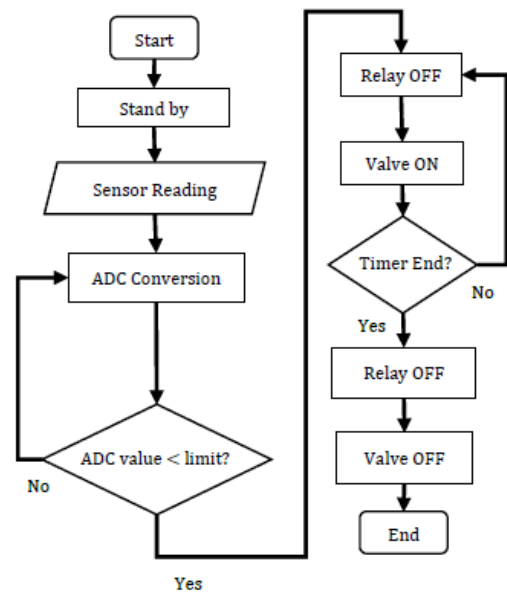 Start
Stand by
Sensor Reading
ADC Conversion
ADC value < limit?
No
Yes
Relay OFF
Valve ON
Timer End?
No
Yes
Relay OFF
Valve OFF
End